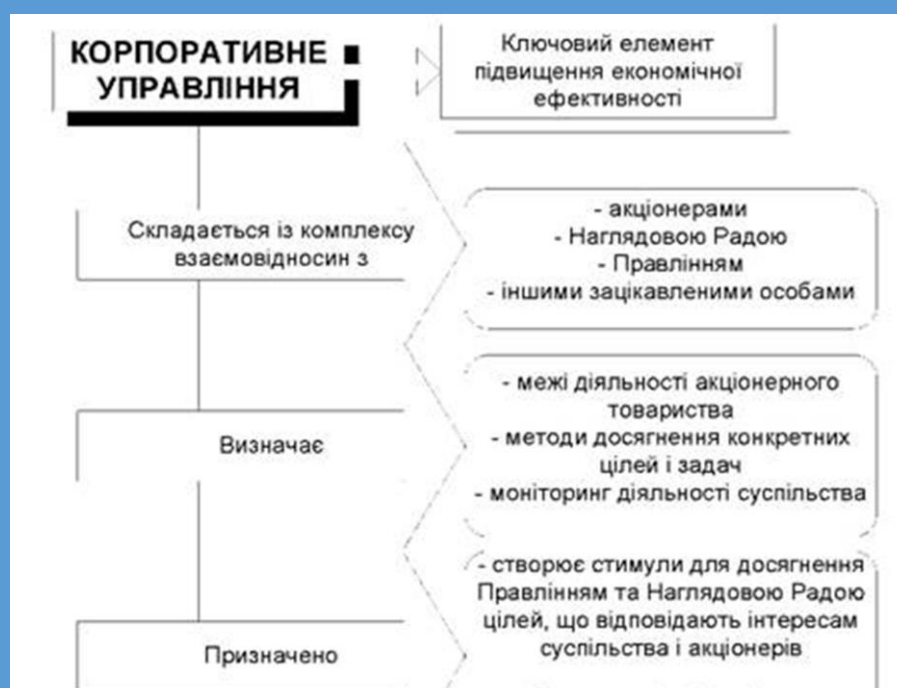 КОРПОРАТИВНЕ
УПРАВЛІННЯ
Ключовий елемент
підвищення економічної
ефективності
Складається із комплексу
взаємовідносин з
- акціонерами
- Наглядовою Радою
- Правлінням
- іншими зацікавленими особами
Визначає
- межі діяльності акціонерного
товариства
- методи досягнення конкретних
цілей і задач
- моніторинг діяльності суспільства
Призначено
- створює стимули для досягнення
Правлінням та Наглядовою Радою
цілей, що відповідають інтересам
суспільства і акціонерів